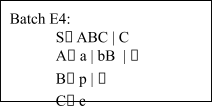 Batch E4:
S▯ ABC | C
A▯ a | bB | ▯
B▯ p | ▯
C▯ c